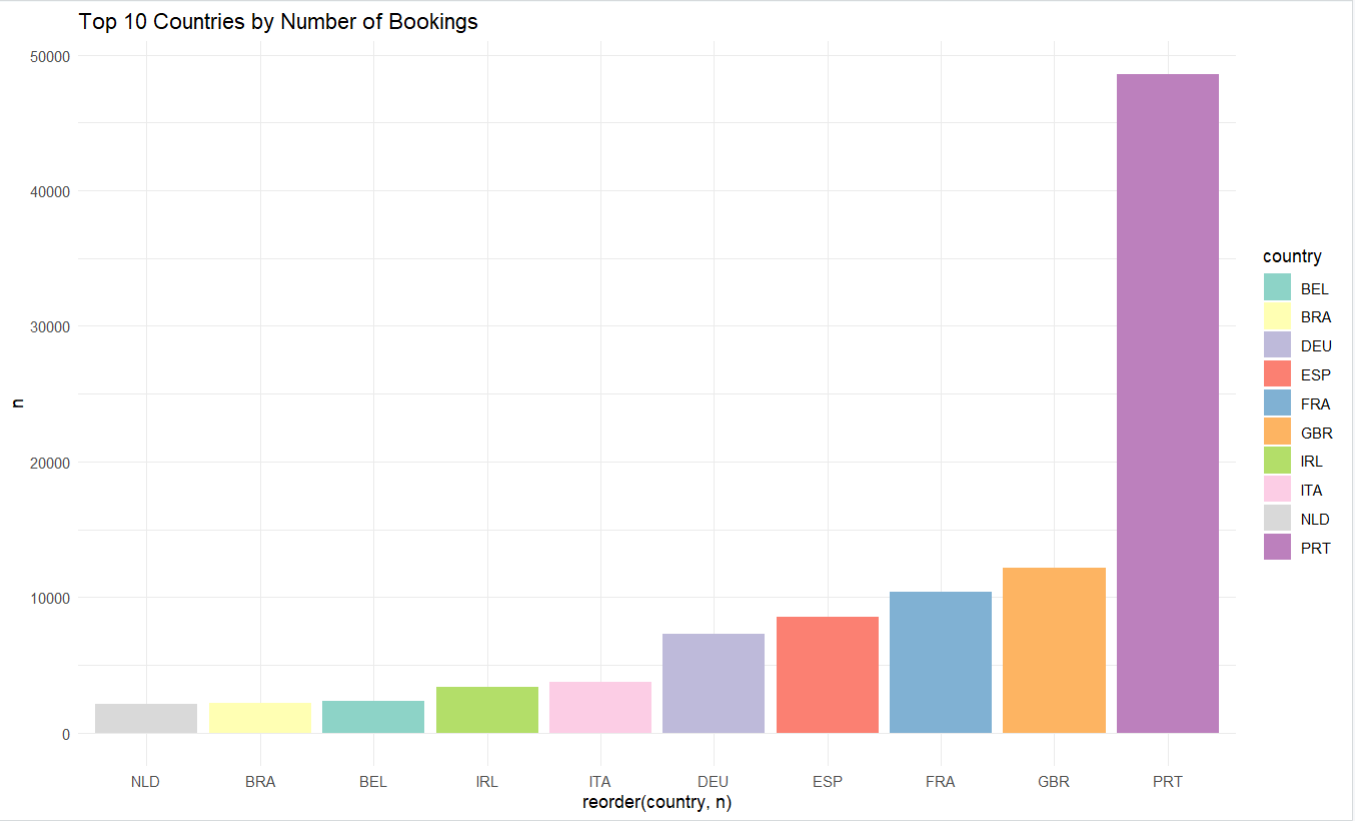 Top 10 Countries by Number of Bookings
50000
40000
30000
20000
10000
0
n
NLD BRA BEL IRL ITA DEU ESP FRA GBR PRT
reorder(country, n)
country
BEL
BRA
DEU
ESP
FRA
GBR
IRL
ITA
NLD
PRT